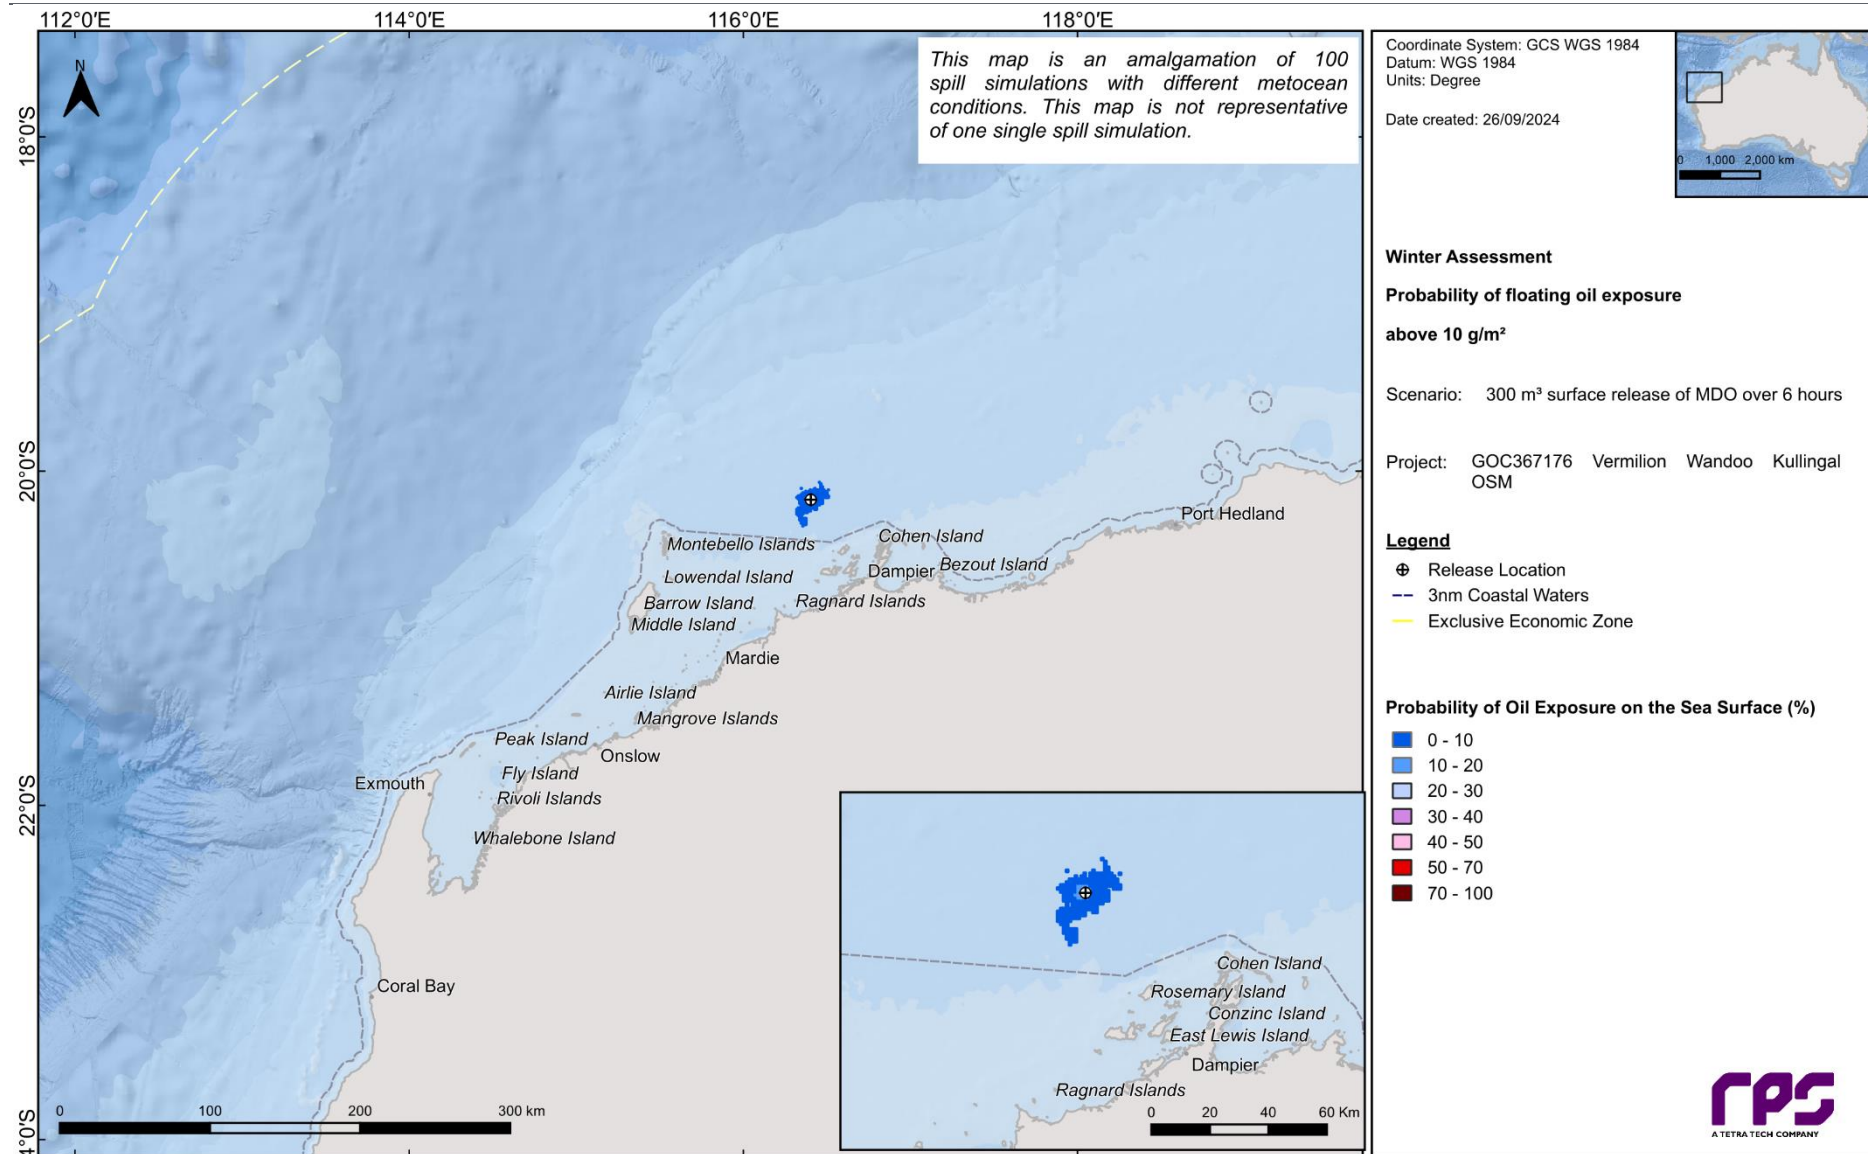 112°0'E
114°0'E
116°0'E
118°0'E
18°0'S
20°0'S
22°0'S
4°0'S
N
This map is an amalgamation of 100
spill simulations with different metocean
conditions. This map is not representative
of one single spill simulation.
Cohen Island
Port Hedland
Montebello Islands
Dampier
Bezout Island
Lowendal Island
Barrow Island
Ragnard Islands
Middle Island
Mardie
Airlie Island
Mangrove Islands
Peak Island
Onslow
Exmouth
Fly Island
Rivoli Islands
Whalebone Island
Coral Bay
0 100 200 300 km
Cohen Island
Rosemary Island
Conzinc Island
East Lewis Island
Dampier
Ragnard Islands
0 20 40 60 Km
Coordinate System: GCS WGS 1984
Datum: WGS 1984
Units: Degree
Date created: 26/09/2024
0 1,000 2,000 km
Winter Assessment
Probability of floating oil exposure
above 10 g/m²
Scenario: 300 m³ surface release of MDO over 6 hours
Project: GOC367176 Vermilion Wandoo Kullingal
OSM
Legend
Release Location
3nm Coastal Waters
Exclusive Economic Zone
Probability of Oil Exposure on the Sea Surface (%)
0 - 10
10 - 20
20 - 30
30 - 40
40 - 50
50 - 70
70 - 100
rps
A TETRA TECH COMPANY